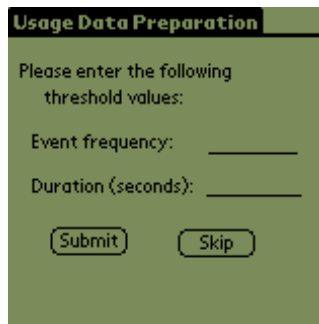 Usage Data Preparation
Please enter the following
threshold values:
Event frequency:
Duration (seconds):
Submit Skip